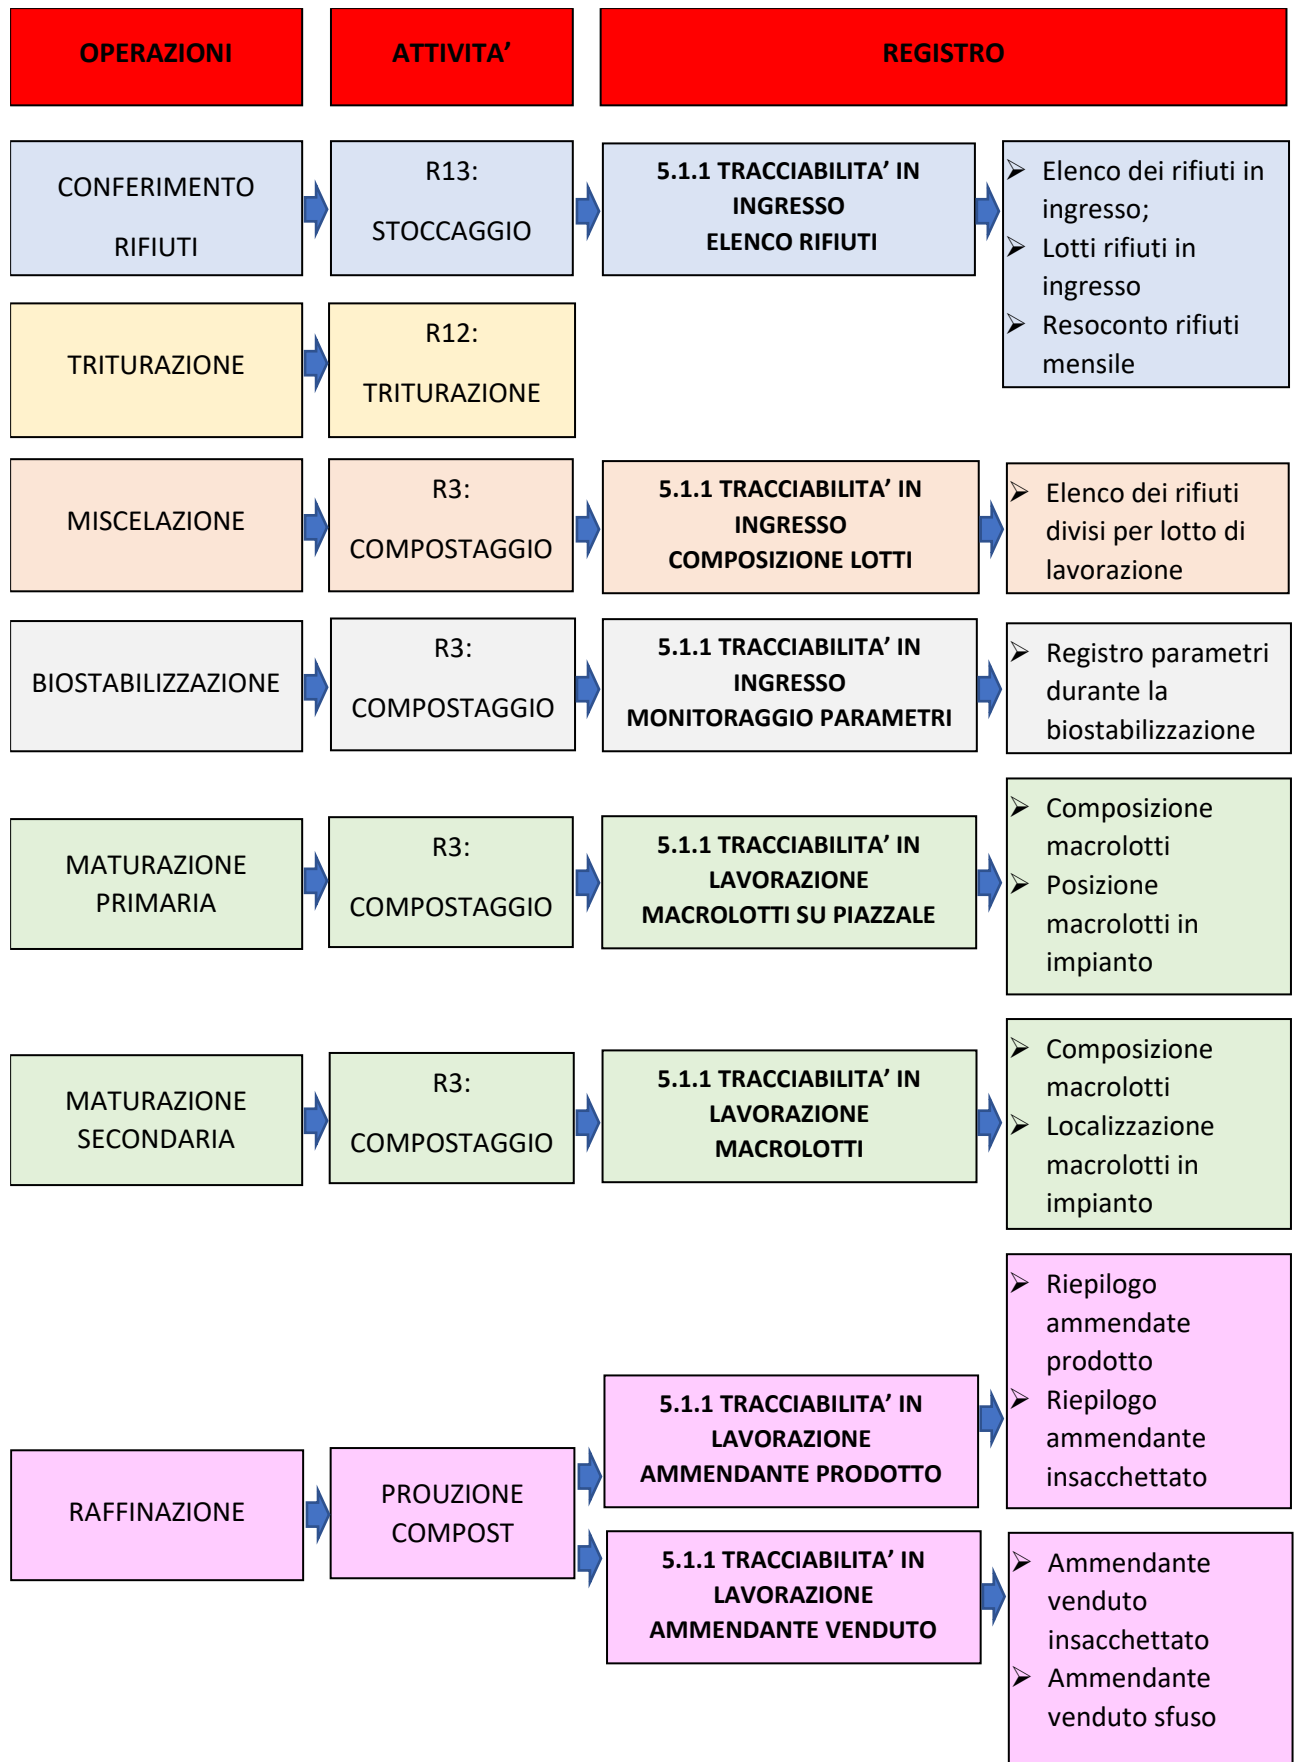 OPERAZIONI
ATTIVITA’
REGISTRO
CONFERIMENTO
RIFIUTI
R13:
STOCCAGGIO
5.1.1 TRACCIABILITA’ IN
INGRESSO
ELENCO RIFIUTI
➢ Elenco dei rifiuti in
ingresso;
➢ Lotti rifiuti in
ingresso
➢ Resoconto rifiuti
mensile
TRITURAZIONE
R12:
TRITURAZIONE
MISCELAZIONE
R3:
COMPOSTAGGIO
5.1.1 TRACCIABILITA’ IN
INGRESSO
COMPOSIZIONE LOTTI
➢ Elenco dei rifiuti
divisi per lotto di
lavorazione
BIOSTABILIZZAZIONE
R3:
COMPOSTAGGIO
5.1.1 TRACCIABILITA’ IN
INGRESSO
MONITORAGGIO PARAMETRI
➢ Registro parametri
durante la
biostabilizzazione
MATURAZIONE
PRIMARIA
R3:
COMPOSTAGGIO
5.1.1 TRACCIABILITA’ IN
LAVORAZIONE
MACROLOTTI SU PIAZZALE
➢ Composizione
macrolotti
➢ Posizione
macrolotti in
impianto
MATURAZIONE
SECONDARIA
R3:
COMPOSTAGGIO
5.1.1 TRACCIABILITA’ IN
LAVORAZIONE
MACROLOTTI
➢ Composizione
macrolotti
➢ Localizzazione
macrolotti in
impianto
RAFFINAZIONE
PROUZIONE
COMPOST
5.1.1 TRACCIABILITA’ IN
LAVORAZIONE
AMMENDANTE PRODOTTO
➢ Riepilogo
ammendate
prodotto
➢ Riepilogo
ammendante
insacchettato
5.1.1 TRACCIABILITA’ IN
LAVORAZIONE
AMMENDANTE VENDUTO
➢ Ammendante
venduto
insacchettato
➢ Ammendante
venduto sfuso